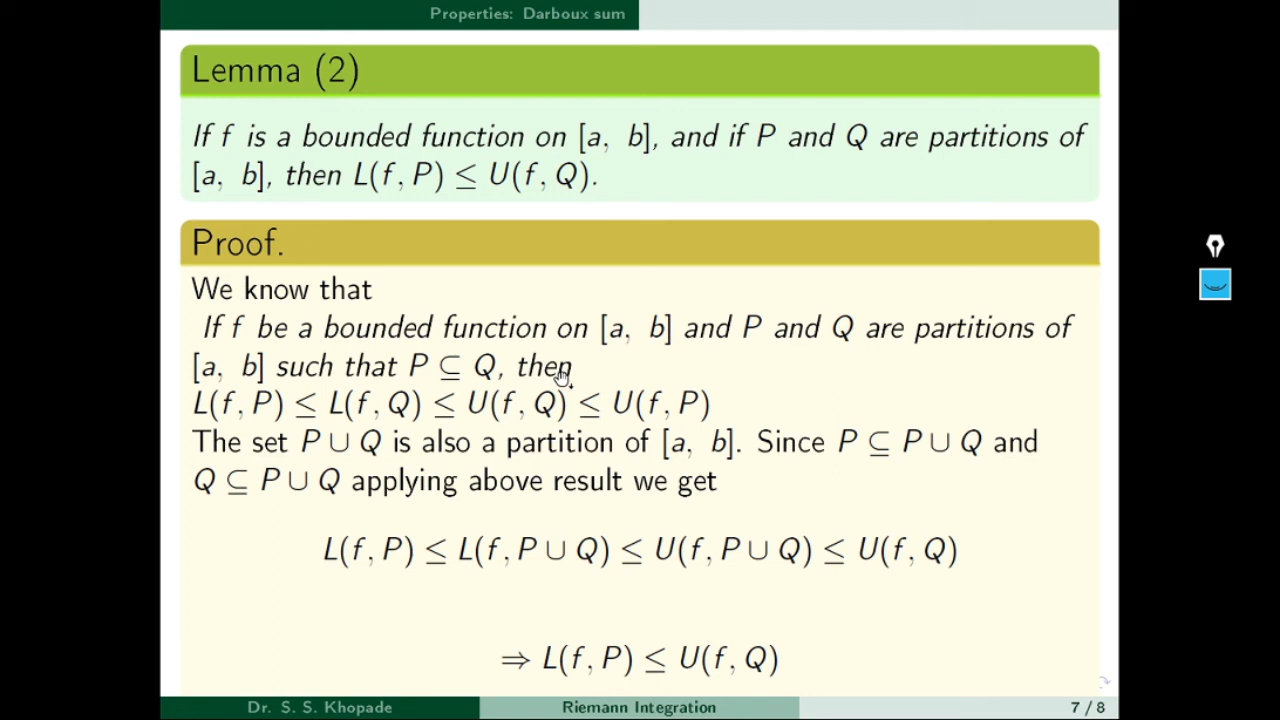 Properties: Darboux sum
Lemma (2)
If f is a bounded function on [a, b], and if P and Q are partitions of
[a, b], then L(f, P) ≤ U(f, Q).
Proof.
We know that
If f be a bounded function on [a, b] and P and Q are partitions of
[a, b] such that P ⊆ Q, then
L(f, P) ≤ L(f, Q) ≤ U(f, Q) ≤ U(f, P)
The set P ∪ Q is also a partition of [a, b]. Since P ⊆ P ∪ Q and
Q ⊆ P ∪ Q applying above result we get
L(f, P) ≤ L(f, P ∪ Q) ≤ U(f, P ∪ Q) ≤ U(f, Q)
⇒ L(f, P) ≤ U(f, Q)
Dr. S. S. Khopade Riemann Integration 7 / 8